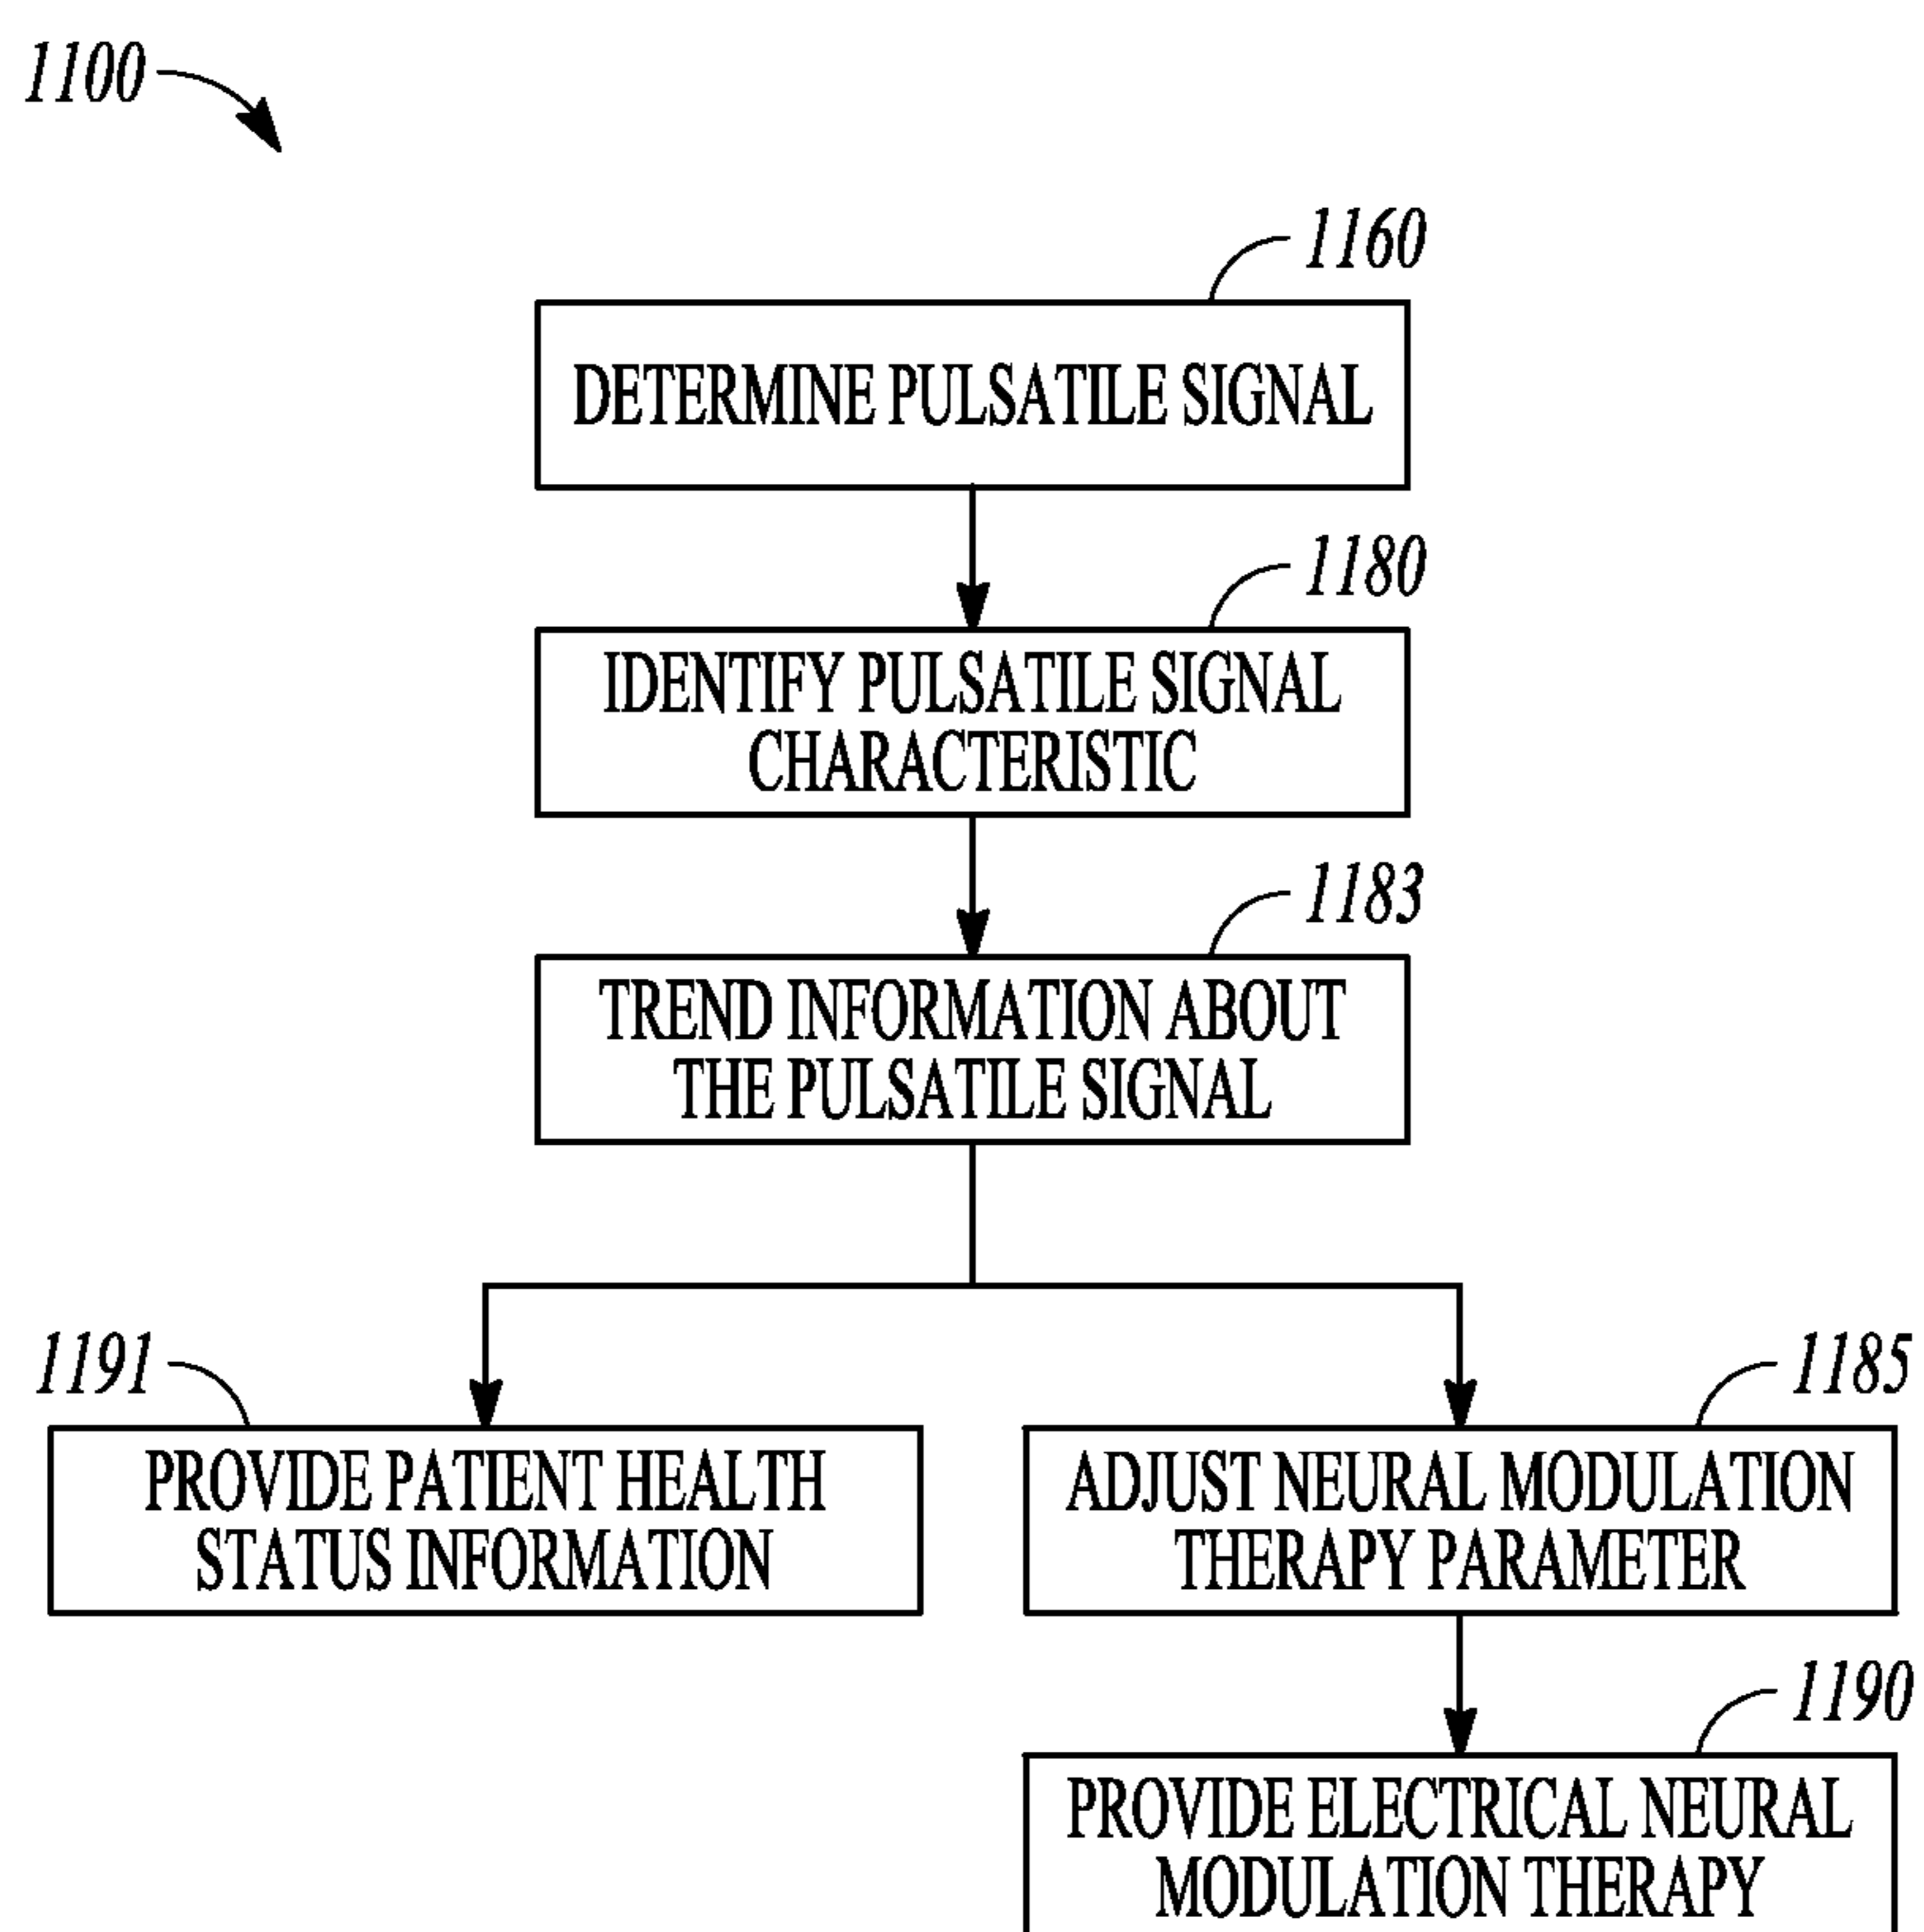 1100
1160
DETERMINE PULSATILE SIGNAL
1180
IDENTIFY PULSATILE SIGNAL
CHARACTERISTIC
1183
TREND INFORMATION ABOUT
THE PULSATILE SIGNAL
1191
PROVIDE PATIENT HEALTH
STATUS INFORMATION
1185
ADJUST NEURAL MODULATION
THERAPY PARAMETER
1190
PROVIDE ELECTRICAL NEURAL
MODULATION THERAPY